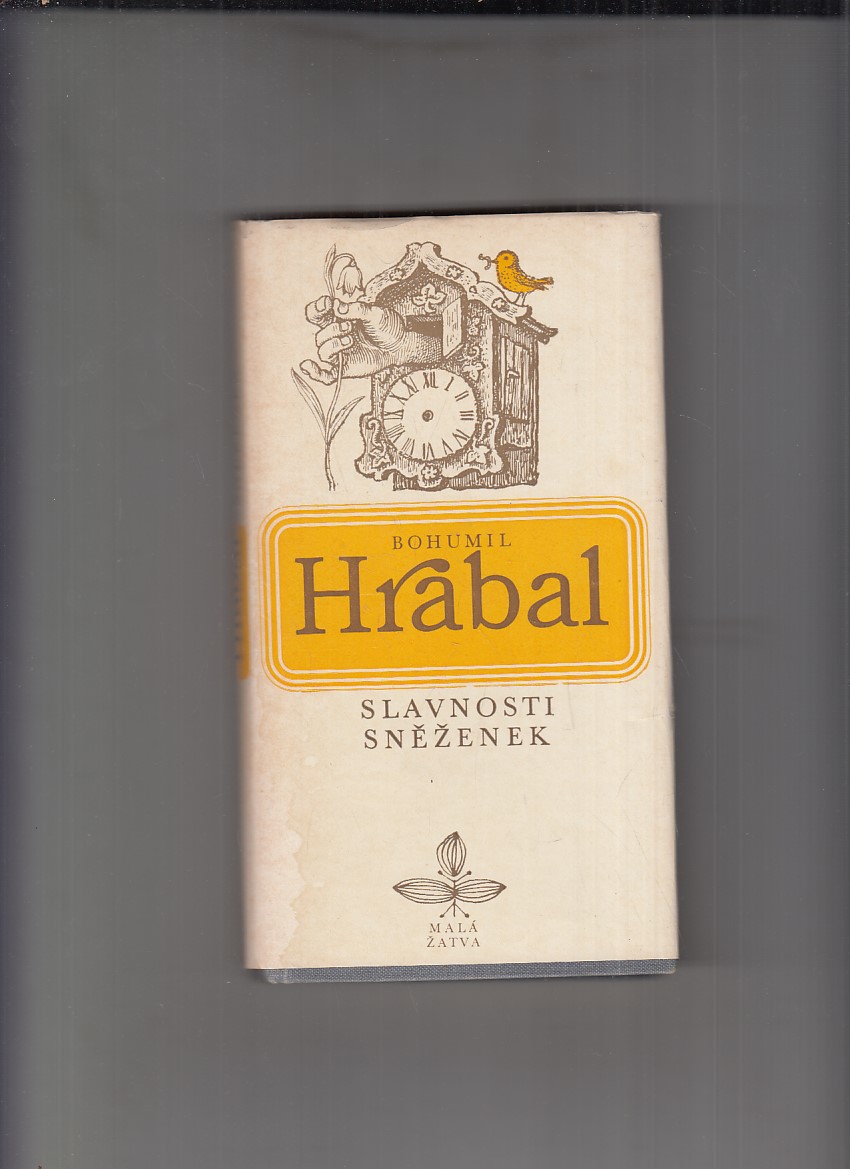 BOHUMIL
Hrabal
SLAVNOSTI
SNĚŽENEK
MALÁ
ŽATVA